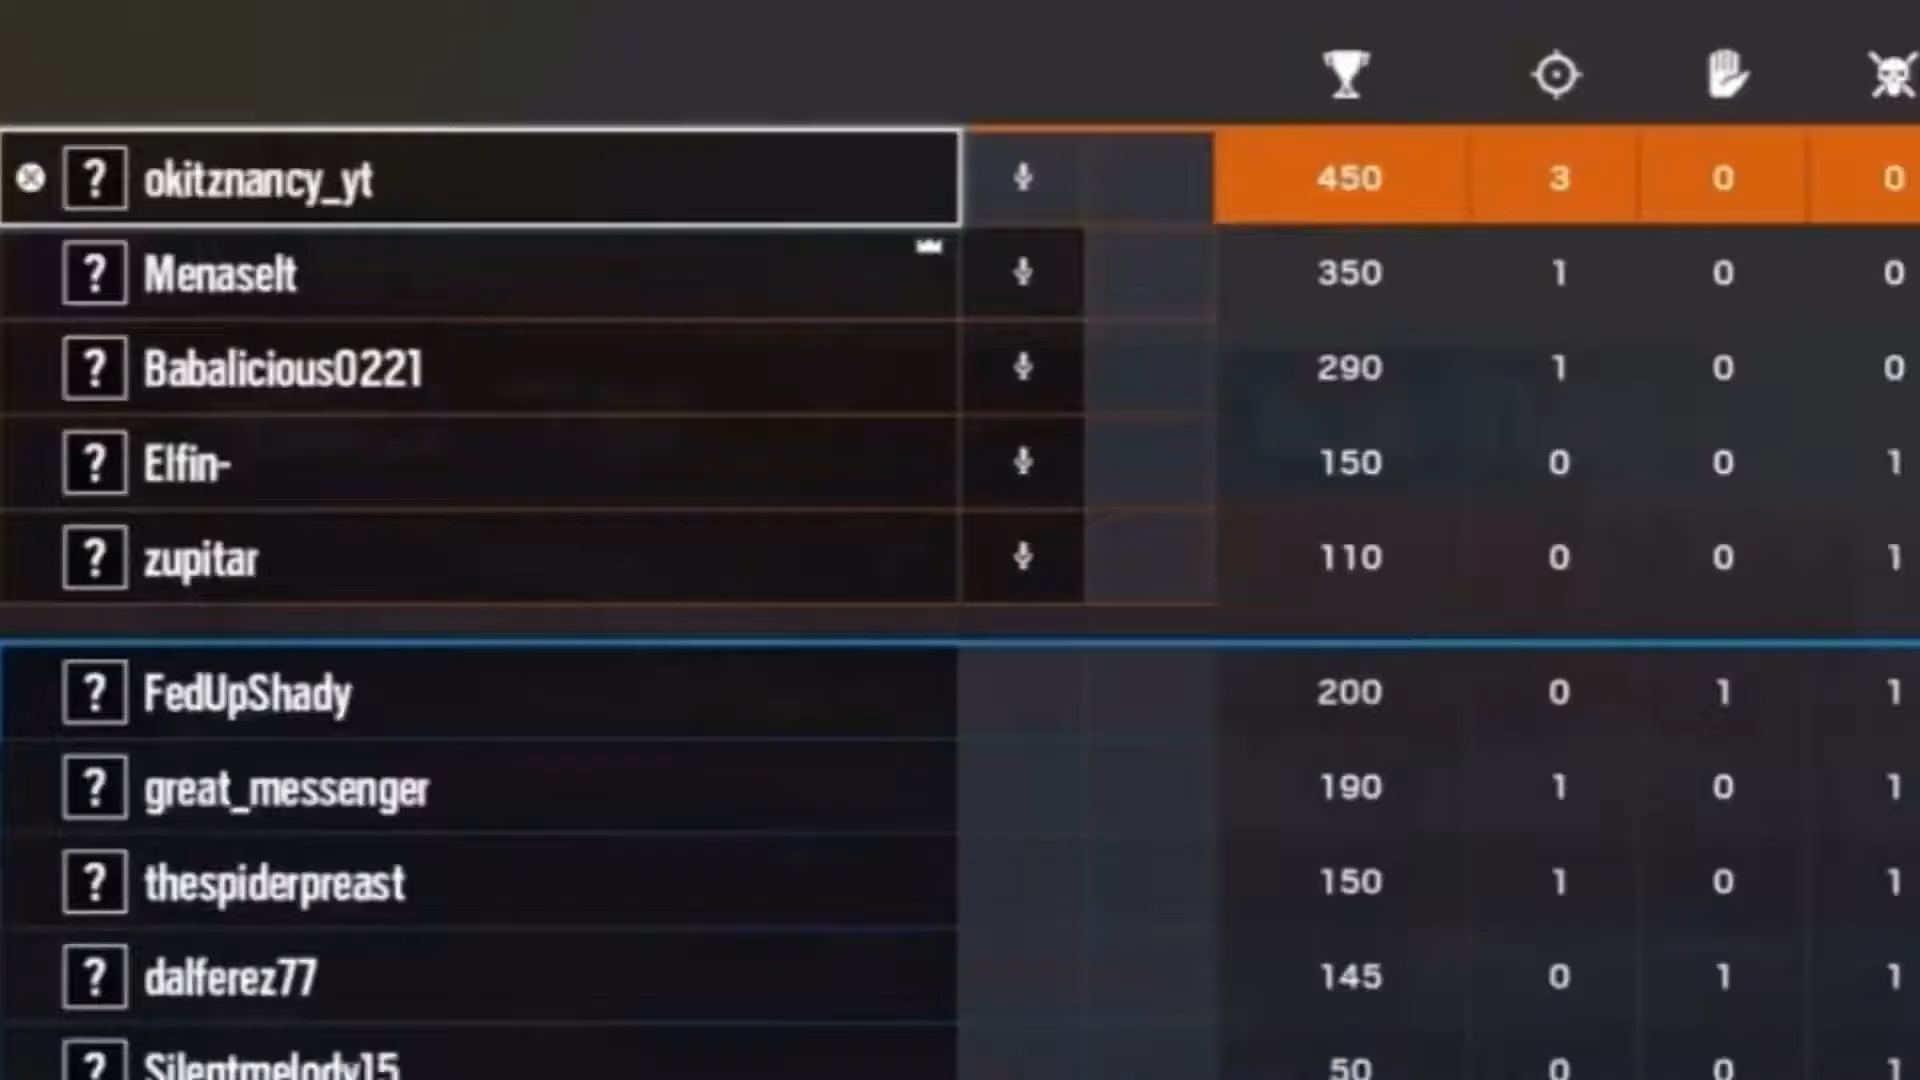 ? okitznancy_yt 450 3 0 0
? Menaselt 350 1 0 0
? Babalicious0221 290 1 0 0
? Elfin- 150 0 0 1
? zupitar 110 0 0 1
? FedUpShady 200 0 1 1
? great_messenger 190 1 0 1
? thespiderpreast 150 1 0 1
? dalferez77 145 0 1 1
? Silentmelody15 50 0 0 1